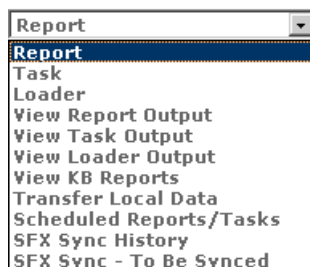 Report
Report
Task
Loader
View Report Output
View Task Output
View Loader Output
View KB Reports
Transfer Local Data
Scheduled Reports/Tasks
SFX Sync History
SFX Sync - To Be Synced